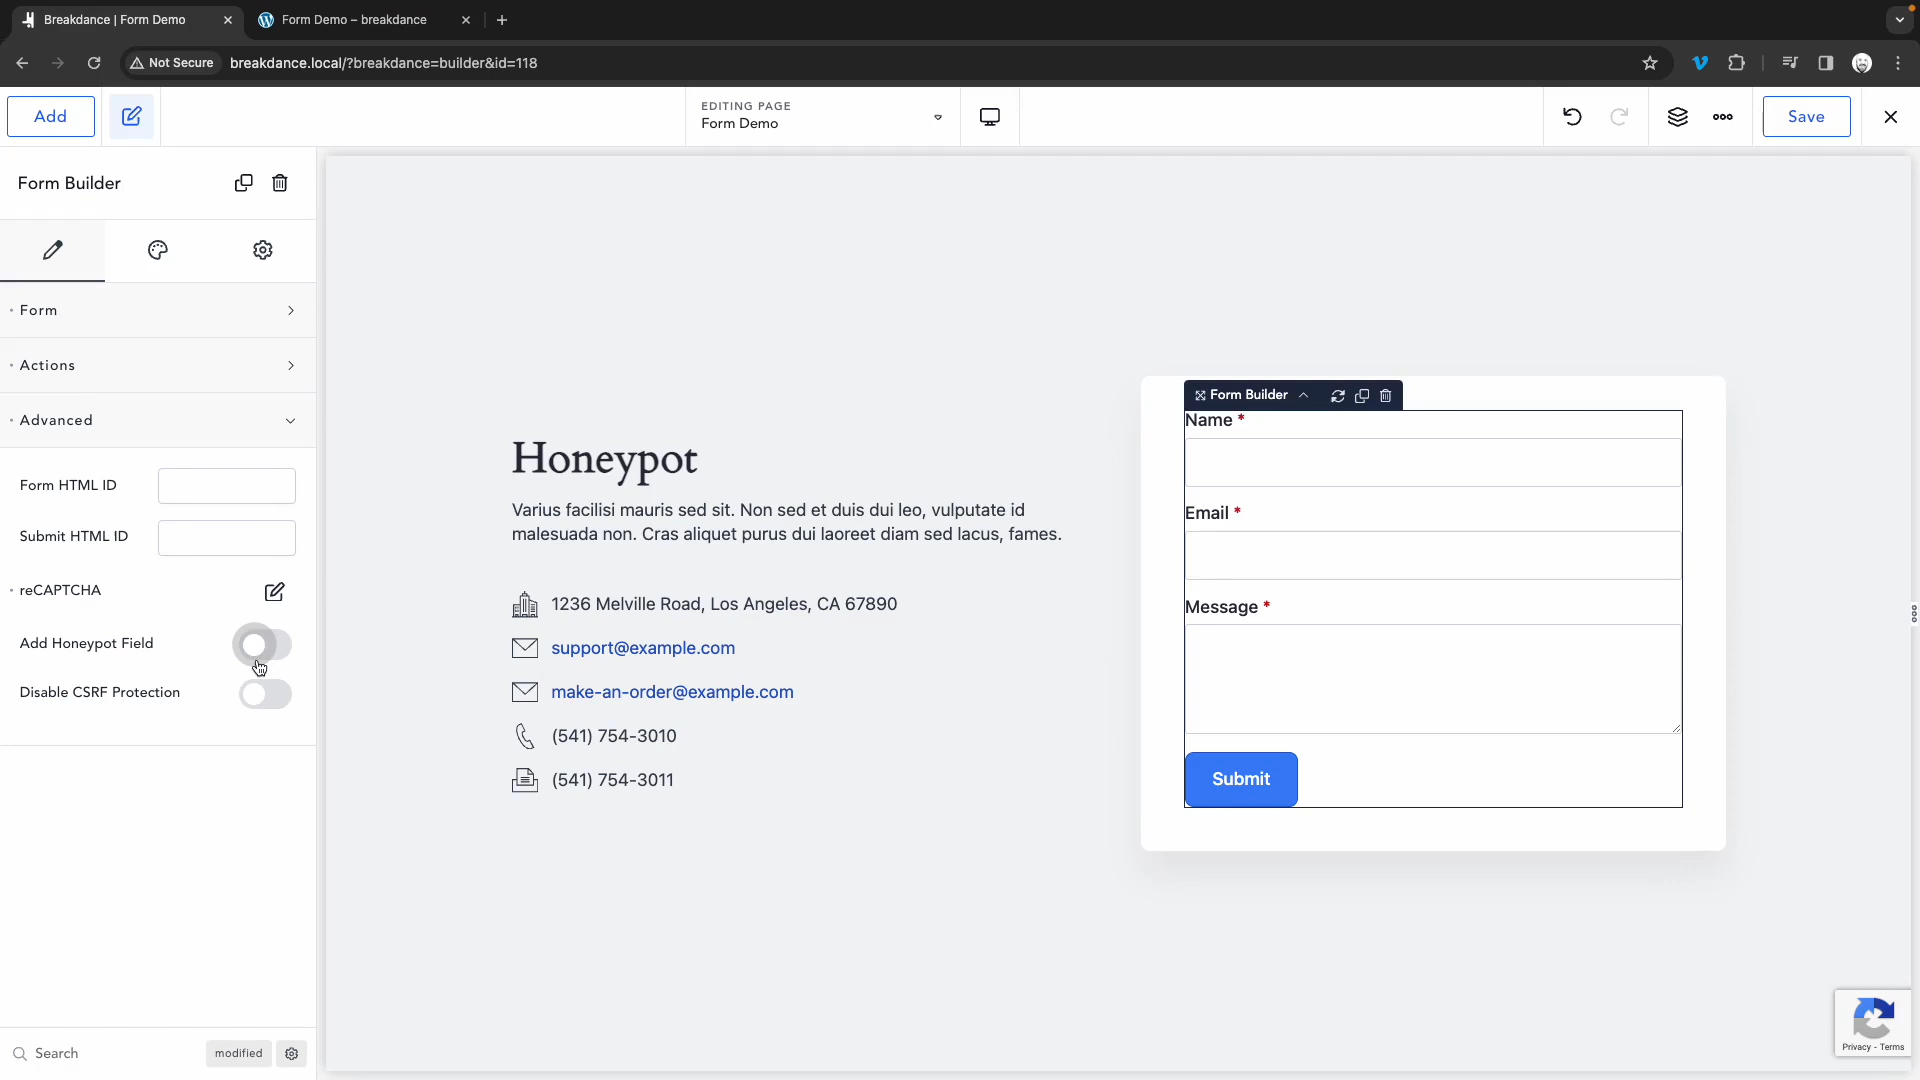 Breakdance | Form Demo
Form Demo – breakdance
Not Secure
breakdance.local/?breakdance=builder&id=118
Add
EDITING PAGE
Form Demo
Save
Form Builder
Form
Actions
Advanced
Form HTML ID
Submit HTML ID
reCAPTCHA
Add Honeypot Field
Disable CSRF Protection
Search
modified
Honeypot
Varius facilisi mauris sed sit. Non sed et duis dui leo, vulputate id
malesuada non. Cras aliquet purus dui laoreet diam sed lacus, fames.
1236 Melville Road, Los Angeles, CA 67890
support@example.com
make-an-order@example.com
(541) 754-3010
(541) 754-3011
Form Builder
Name *
Email *
Message *
Submit
Privacy - Terms